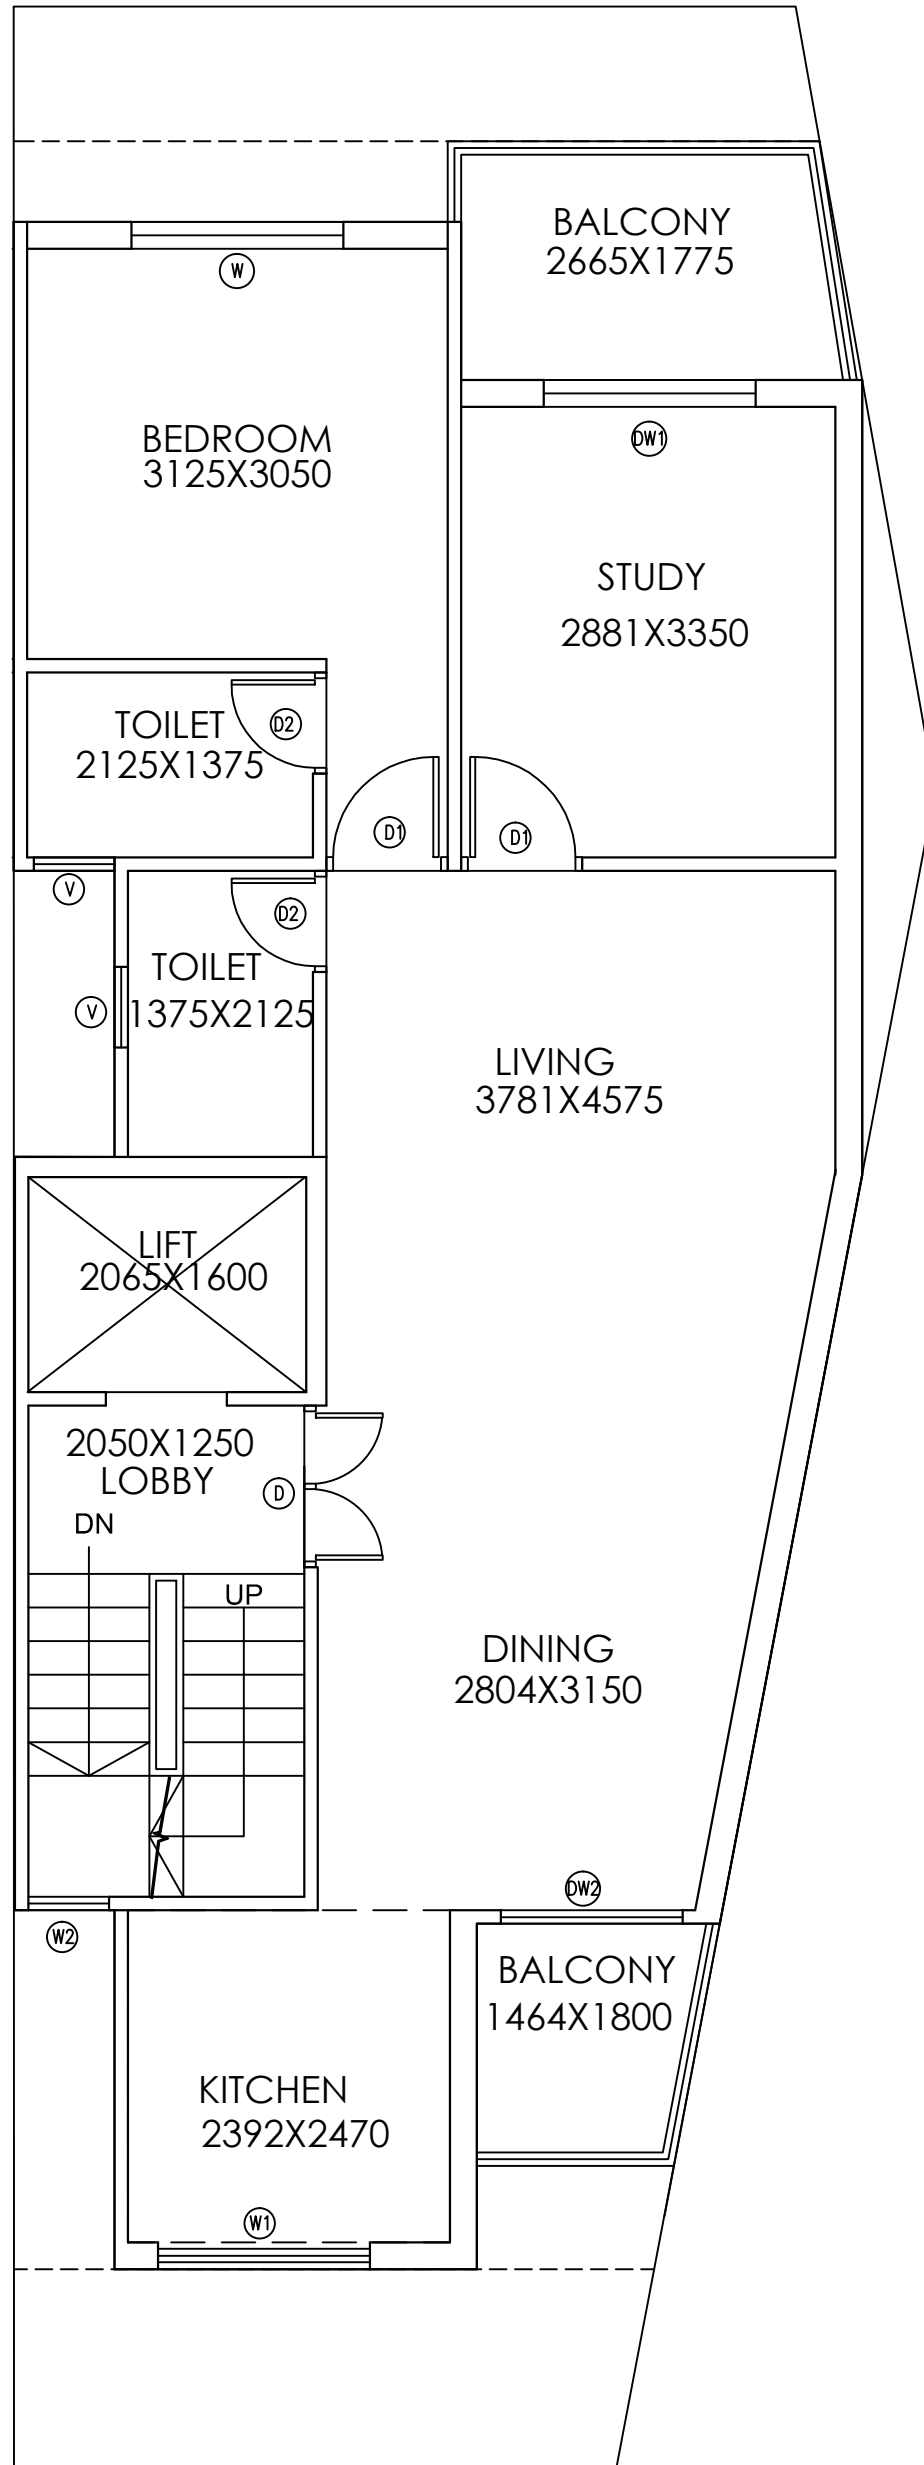 BALCONY
2665X1775
W
BEDROOM
3125X3050
DW1
STUDY
2881X3350
TOILET
2125X1375
D2
D1
D1
V
D2
TOILET
1375X2125
V
LIVING
3781X4575
LIFT
2065X1600
2050X1250
LOBBY
D
DN
UP
DINING
2804X3150
DW2
W2
BALCONY
1464X1800
KITCHEN
2392X2470
W1